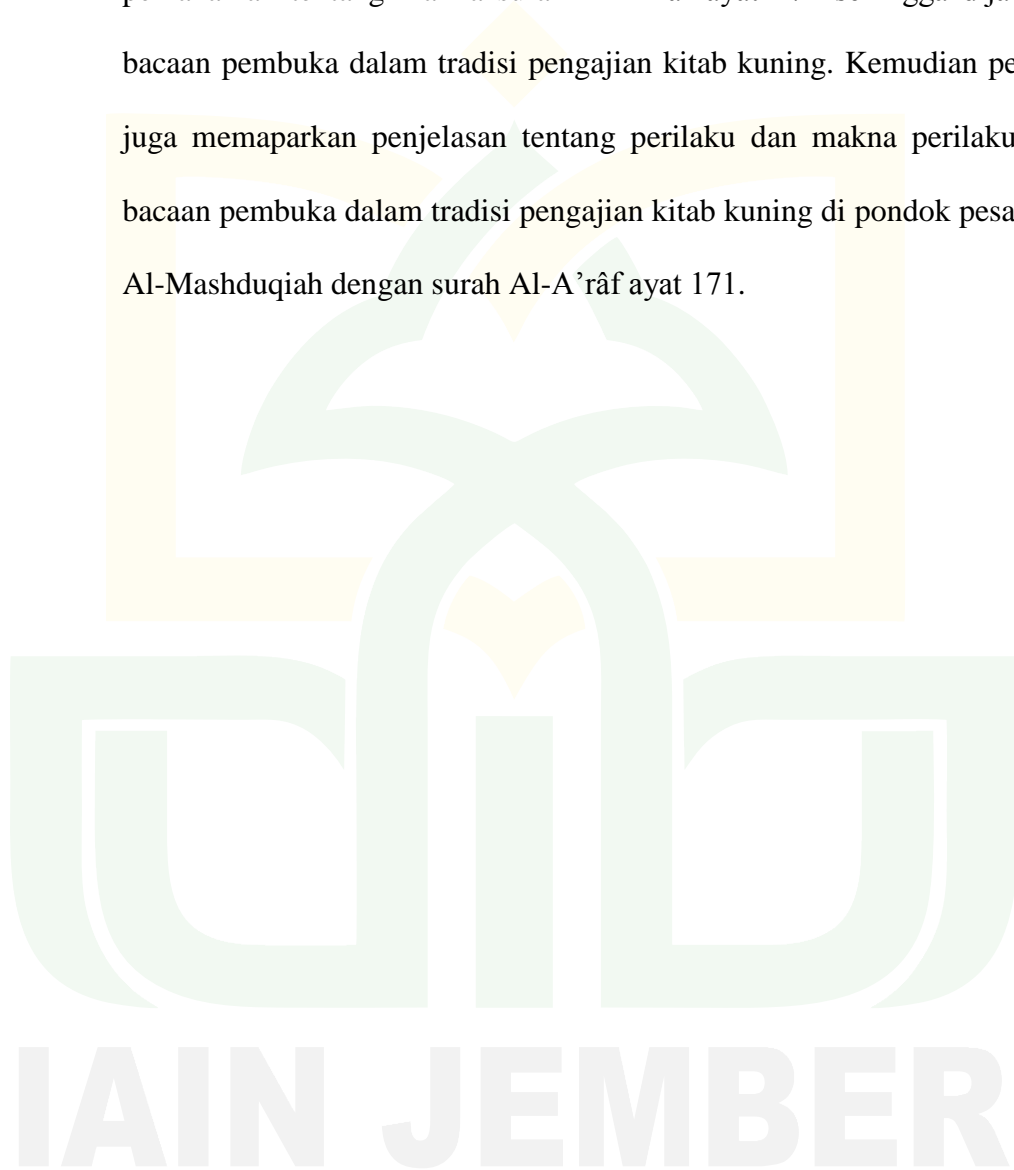 bacaan pembuka dalam tradisi pengajian kitab kuning. Kemudian pe
juga memaparkan penjelasan tentang perilaku dan makna perilaku
bacaan pembuka dalam tradisi pengajian kitab kuning di pondok pesa
Al-Mashduqiah dengan surah Al-A’râf ayat 171.
IAIN JEMBER